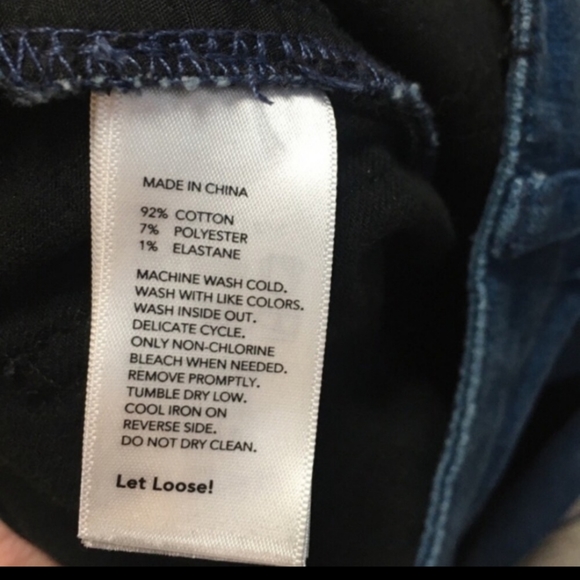 MADE IN CHINA
92% COTTON
7% POLYESTER
1% ELASTANE
MACHINE WASH COLD.
WASH WITH LIKE COLORS.
WASH INSIDE OUT.
DELICATE CYCLE.
ONLY NON-CHLORINE
BLEACH WHEN NEEDED.
REMOVE PROMPTLY.
TUMBLE DRY LOW.
COOL IRON ON
REVERSE SIDE.
DO NOT DRY CLEAN.
Let Loose!